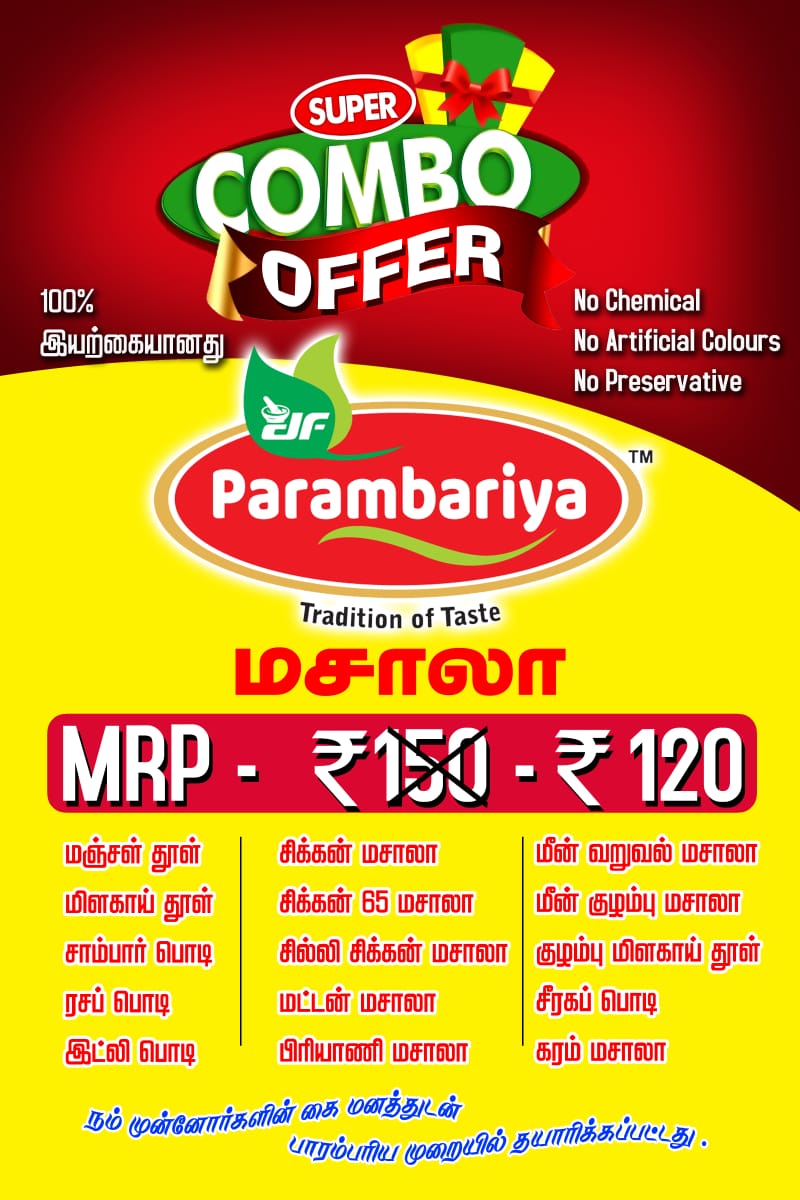 SUPER
COMBO
OFFER
100%
இயற்கையானது
No Chemical
No Artificial Colours
No Preservative
Parambariya
TM
Tradition of Taste
மசாலா
MRP - ₹150 - ₹ 120
மஞ்சள் தூள்
மிளகாய் தூள்
சாம்பார் பொடி
ரசப் பொடி
இட்லி பொடி
சிக்கன் மசாலா
சிக்கன் 65 மசாலா
சில்லி சிக்கன் மசாலா
மட்டன் மசாலா
பிரியாணி மசாலா
மீன் வறுவல் மசாலா
மீன் குழம்பு மசாலா
குழம்பு மிளகாய் தூள்
சீரகப் பொடி
கரம் மசாலா
நம் முன்னோர்களின் கை மனத்துடன்
பாரம்பரிய முறையில் தயாரிக்கப்பட்டது .